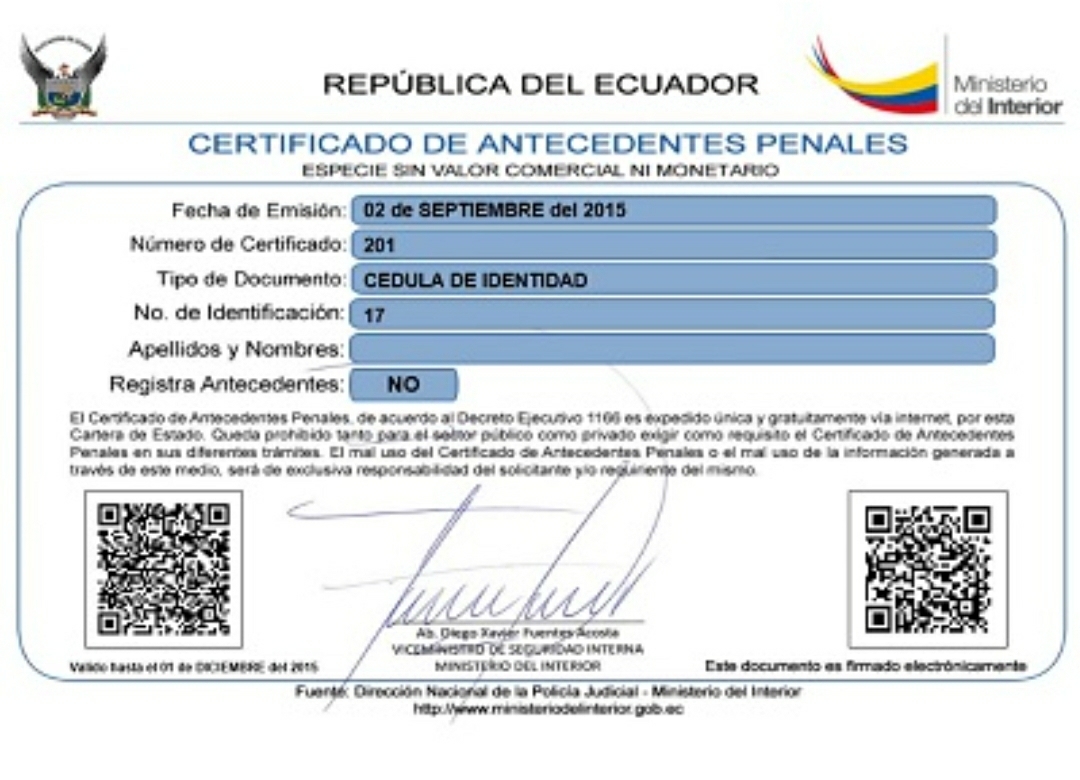 REPÚBLICA DEL ECUADOR
Ministerio
del Interior
CERTIFICADO DE ANTECEDENTES PENALES
ESPECIE SIN VALOR COMERCIAL NI MONETARIO
Fecha de Emisión: 02 de SEPTIEMBRE del 2015
Número de Certificado: 201
Tipo de Documento: CEDULA DE IDENTIDAD
No. de Identificación: 17
Apellidos y Nombres:
Registra Antecedentes: NO
El Certificado de Antecedentes Penales, de acuerdo al Decreto Ejecutivo 1166 es expedido única y gratuitamente vía internet, por esta
Cartera de Estado. Queda prohibido tanto para el sector público como privado exigir como requisito el Certificado de Antecedentes
Penales en sus diferentes trámites. El mal uso del Certificado de Antecedentes Penales o el mal uso de la información generada a
través de este medio, será de exclusiva responsabilidad del solicitante y/o requiriente del mismo.
Ab. Diego Xavier Fuentes Acosta
VICEMINISTRO DE SEGURIDAD INTERNA
MINISTERIO DEL INTERIOR
Válido hasta el 01 de DICIEMBRE del 2015
Este documento es firmado electrónicamente
Fuente: Dirección Nacional de la Policía Judicial - Ministerio del Interior
http://www.ministeriodelinterior.gob.ec